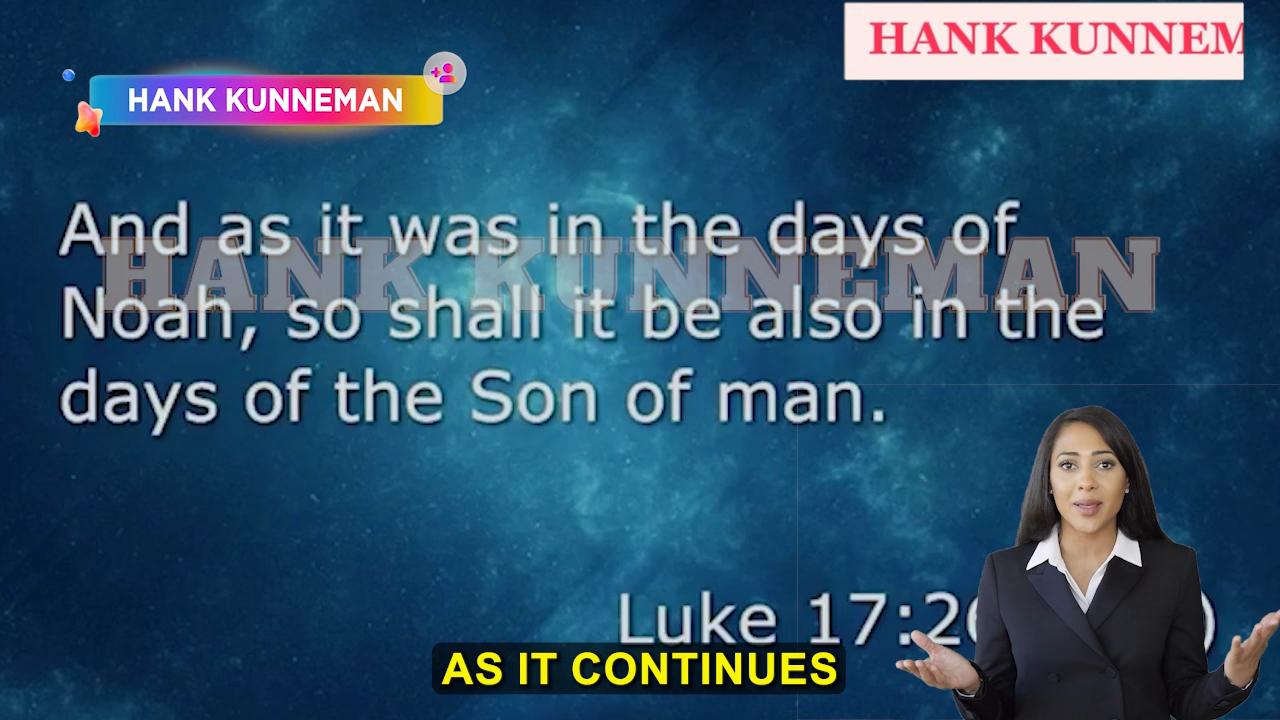 HANK KUNNEM
HANK KUNNEMAN
And as it was in the days of
HANK KUNNEMAN
Noah, so shall it be also in the
days of the Son of man.
Luke 17:26
AS IT CONTINUES